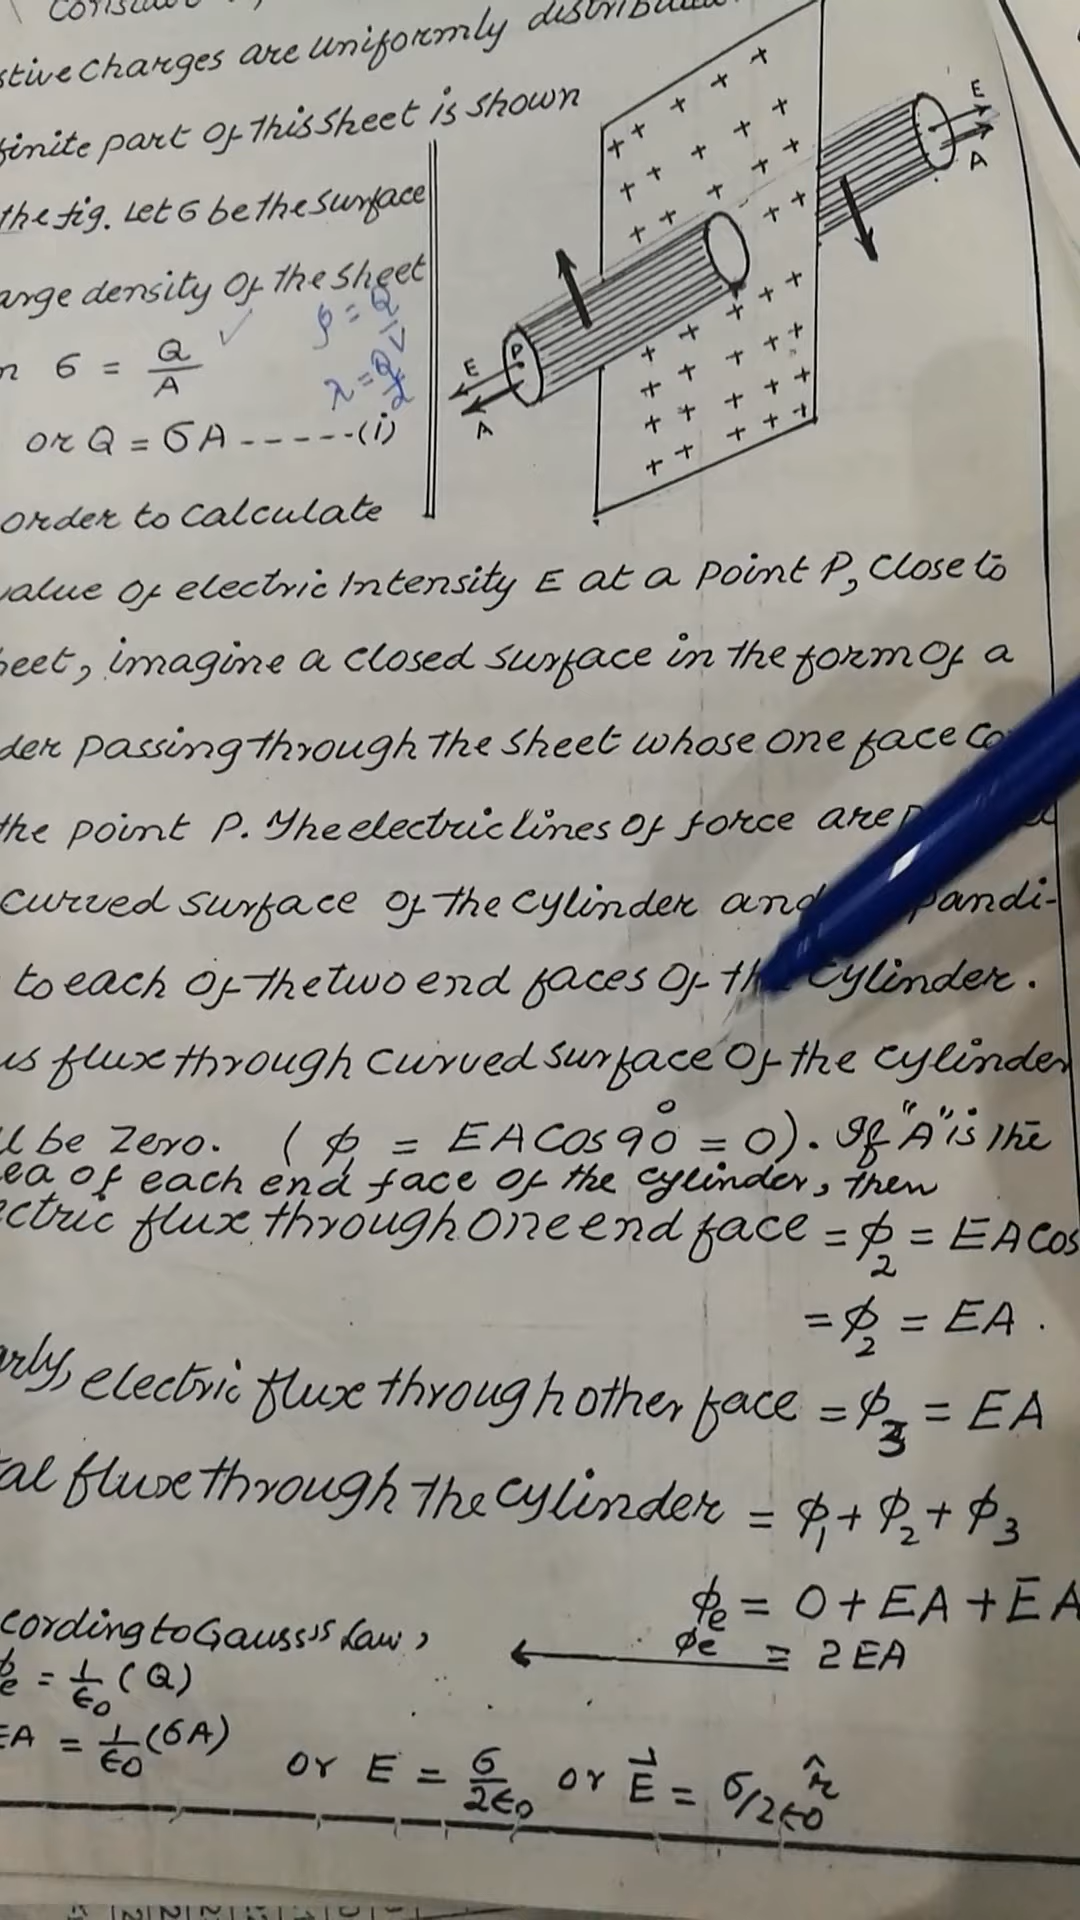 stive charges are uniformly
finite part of this sheet is shown
the fig. Let σ be the surface
arge density of the sheet
ρ = Q/V
σ = Q/A
λ = Q/L
or Q = σA -----(i)
E
A
P
E
A
order to calculate
value of electric Intensity E at a point P, close to
heet, imagine a closed surface in the form of a
der passing through the sheet whose one face
the point P. The electric lines of force are
curved surface of the cylinder and pandi-
to each of the two end faces of the cylinder.
us flux through curved surface of the cylinder
l be zero. ( ϕ = EA cos 90° = 0). If "A" is the
ea of each end face of the cylinder, then
ectric flux through one end face = ϕ₂ = EA cos
= ϕ₂ = EA .
arly, electric flux through other face = ϕ₃ = EA
tal fluxe through the cylinder = ϕ₁ + ϕ₂ + ϕ₃
ϕe = 0 + EA + EA
cording to Gauss's Law,
ϕe = 2EA
ϕe = 1/ϵ0 (Q)
EA = 1/ϵ0 (σA)
or E = σ/2ϵ0 or E⃗ = σ/2ϵ0 r̂